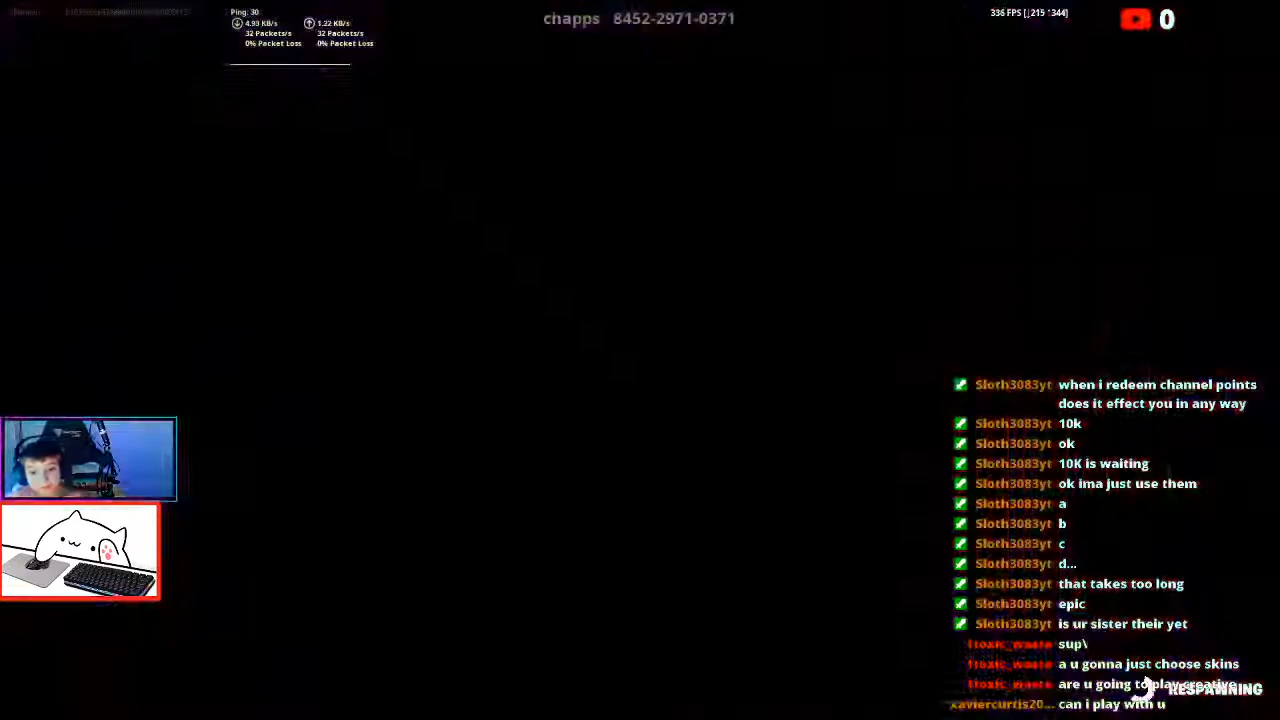 Ping: 30
4.93 KB/s 1.22 KB/s
32 Packets/s 32 Packets/s
0% Packet Loss 0% Packet Loss
chapps 8452-2971-0371
336 FPS [
0
Sloth3083yt when i redeem channel points
does it effect you in any way
Sloth3083yt 10k
Sloth3083yt ok
Sloth3083yt 10K is waiting
Sloth3083yt ok ima just use them
Sloth3083yt a
Sloth3083yt b
Sloth3083yt c
Sloth3083yt d...
Sloth3083yt that takes too long
Sloth3083yt epic
Sloth3083yt is ur sister their yet
sup\
a u gonna just choose skins
are u going to play creative
RESPAWNING
xaviercurtis20... can i play with u